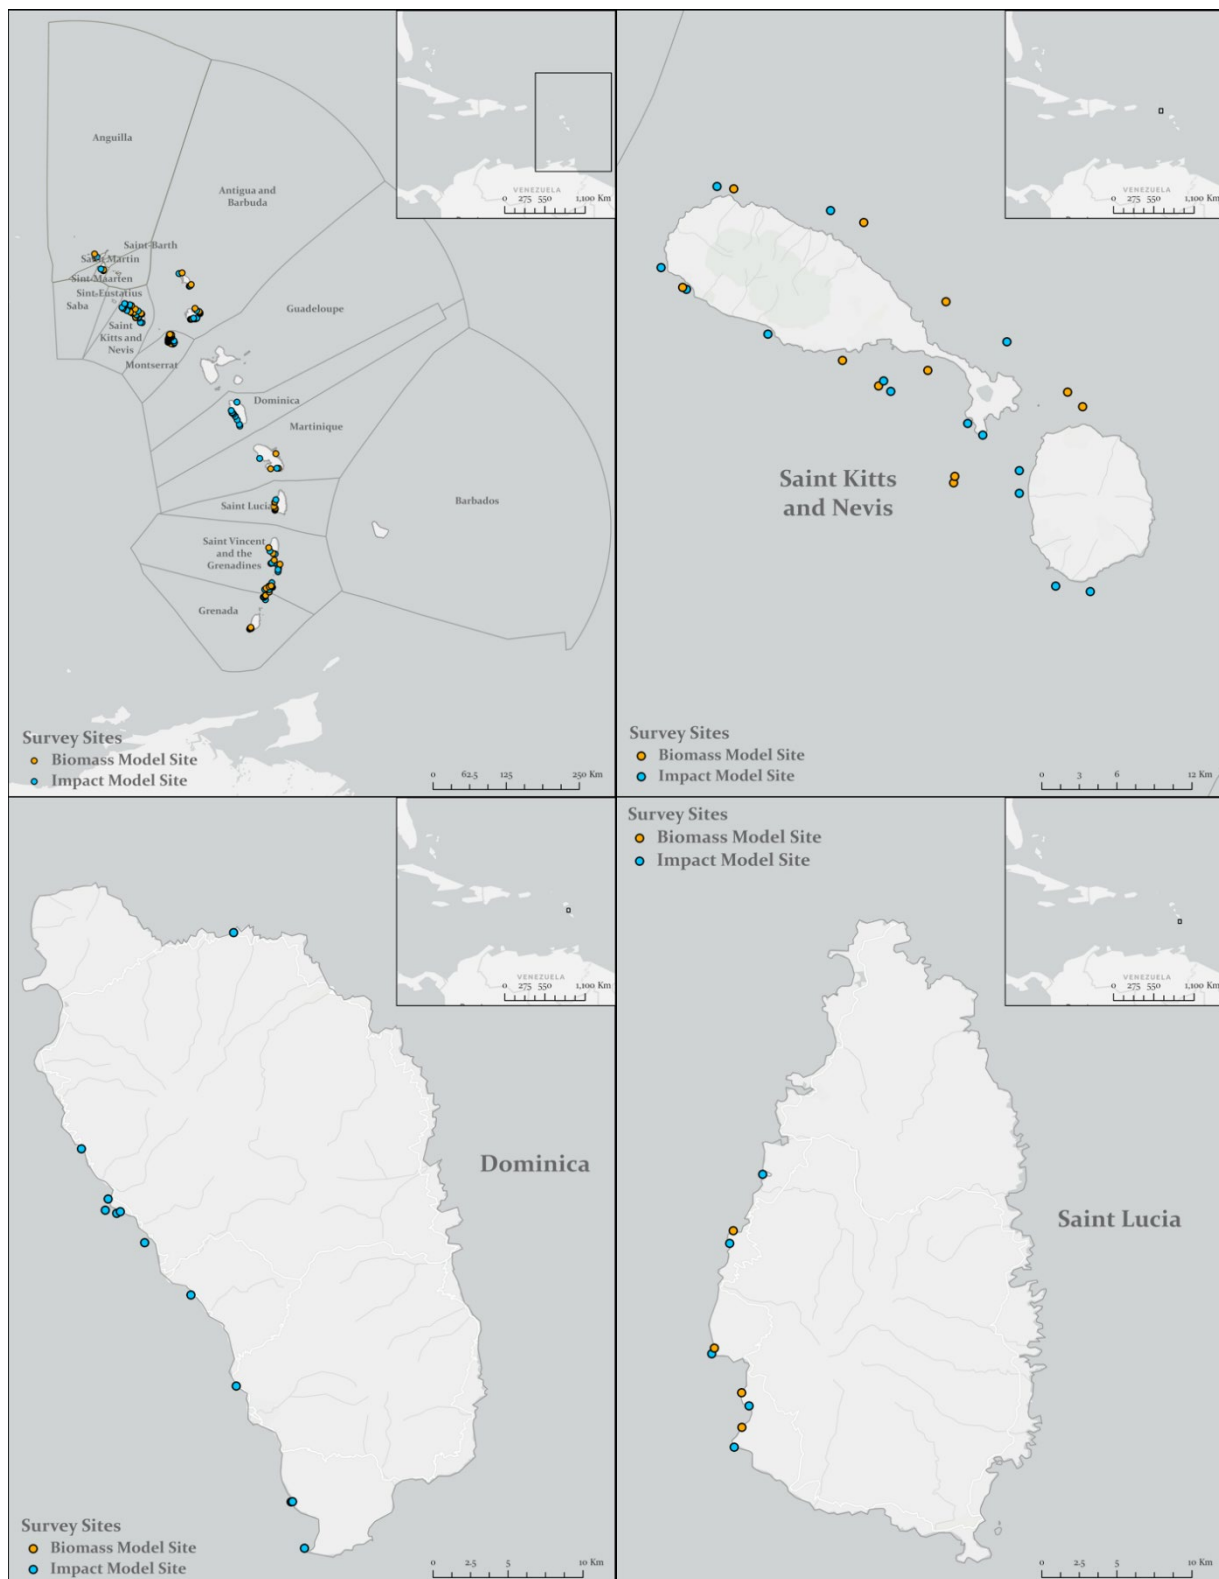 Anguilla
Antigua and
Barbuda
Saint-Barth
Saint-Martin
Sint-Maarten
Sint-Eustatius
Saba
Saint
Kitts and
Nevis
Montserrat
Guadeloupe
Dominica
Martinique
Barbados
Saint Lucia
Saint Vincent
and the
Grenadines
Grenada
VENEZUELA
0 275 550 1,100 Km
Survey Sites
Biomass Model Site
Impact Model Site
0 62.5 125 250 Km
VENEZUELA
0 275 550 1,100 Km
Saint Kitts
and Nevis
Survey Sites
Biomass Model Site
Impact Model Site
0 3 6 12 Km
VENEZUELA
0 275 550 1,100 Km
Dominica
Survey Sites
Biomass Model Site
Impact Model Site
0 2.5 5 10 Km
Survey Sites
Biomass Model Site
Impact Model Site
VENEZUELA
0 275 550 1,100 Km
Saint Lucia
0 2.5 5 10 Km